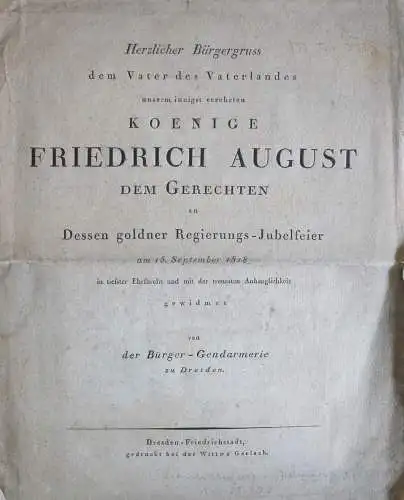 Herzlicher Bürgergruss
dem Vater des Vaterlandes
unserm innigst verehrten
KOENIGE
FRIEDRICH AUGUST
DEM GERECHTEN
zu
Dessen goldner Regierungs-Jubelfeier
am 15. September 1818
in tiefster Ehrfurcht und mit der treuesten Anhänglichkeit
gewidmet
von
der Bürger-Gendarmerie
zu Dresden.
Dresden-Friedrichstadt,
gedruckt bei der Wittwe Gerlach.